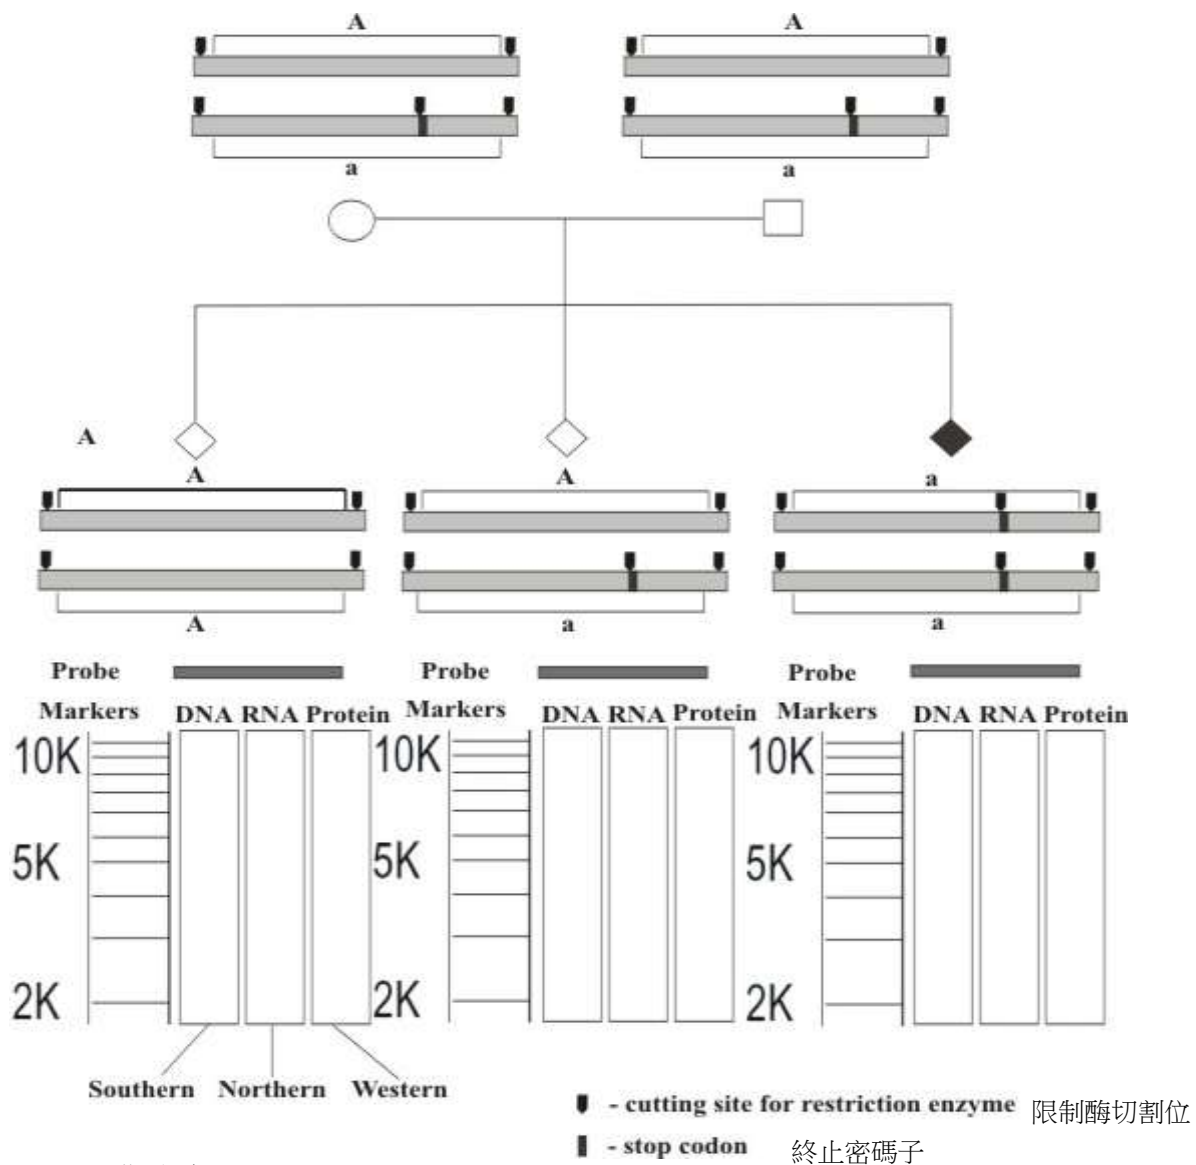 A A
a a
A
A A a
A a a
Probe Probe Probe
Markers DNA RNA Protein Markers DNA RNA Protein Markers DNA RNA Protein
10K 10K 10K
5K 5K 5K
2K 2K 2K
Southern Northern Western
- cutting site for restriction enzyme 限制酶切割位
- stop codon 終止密碼子